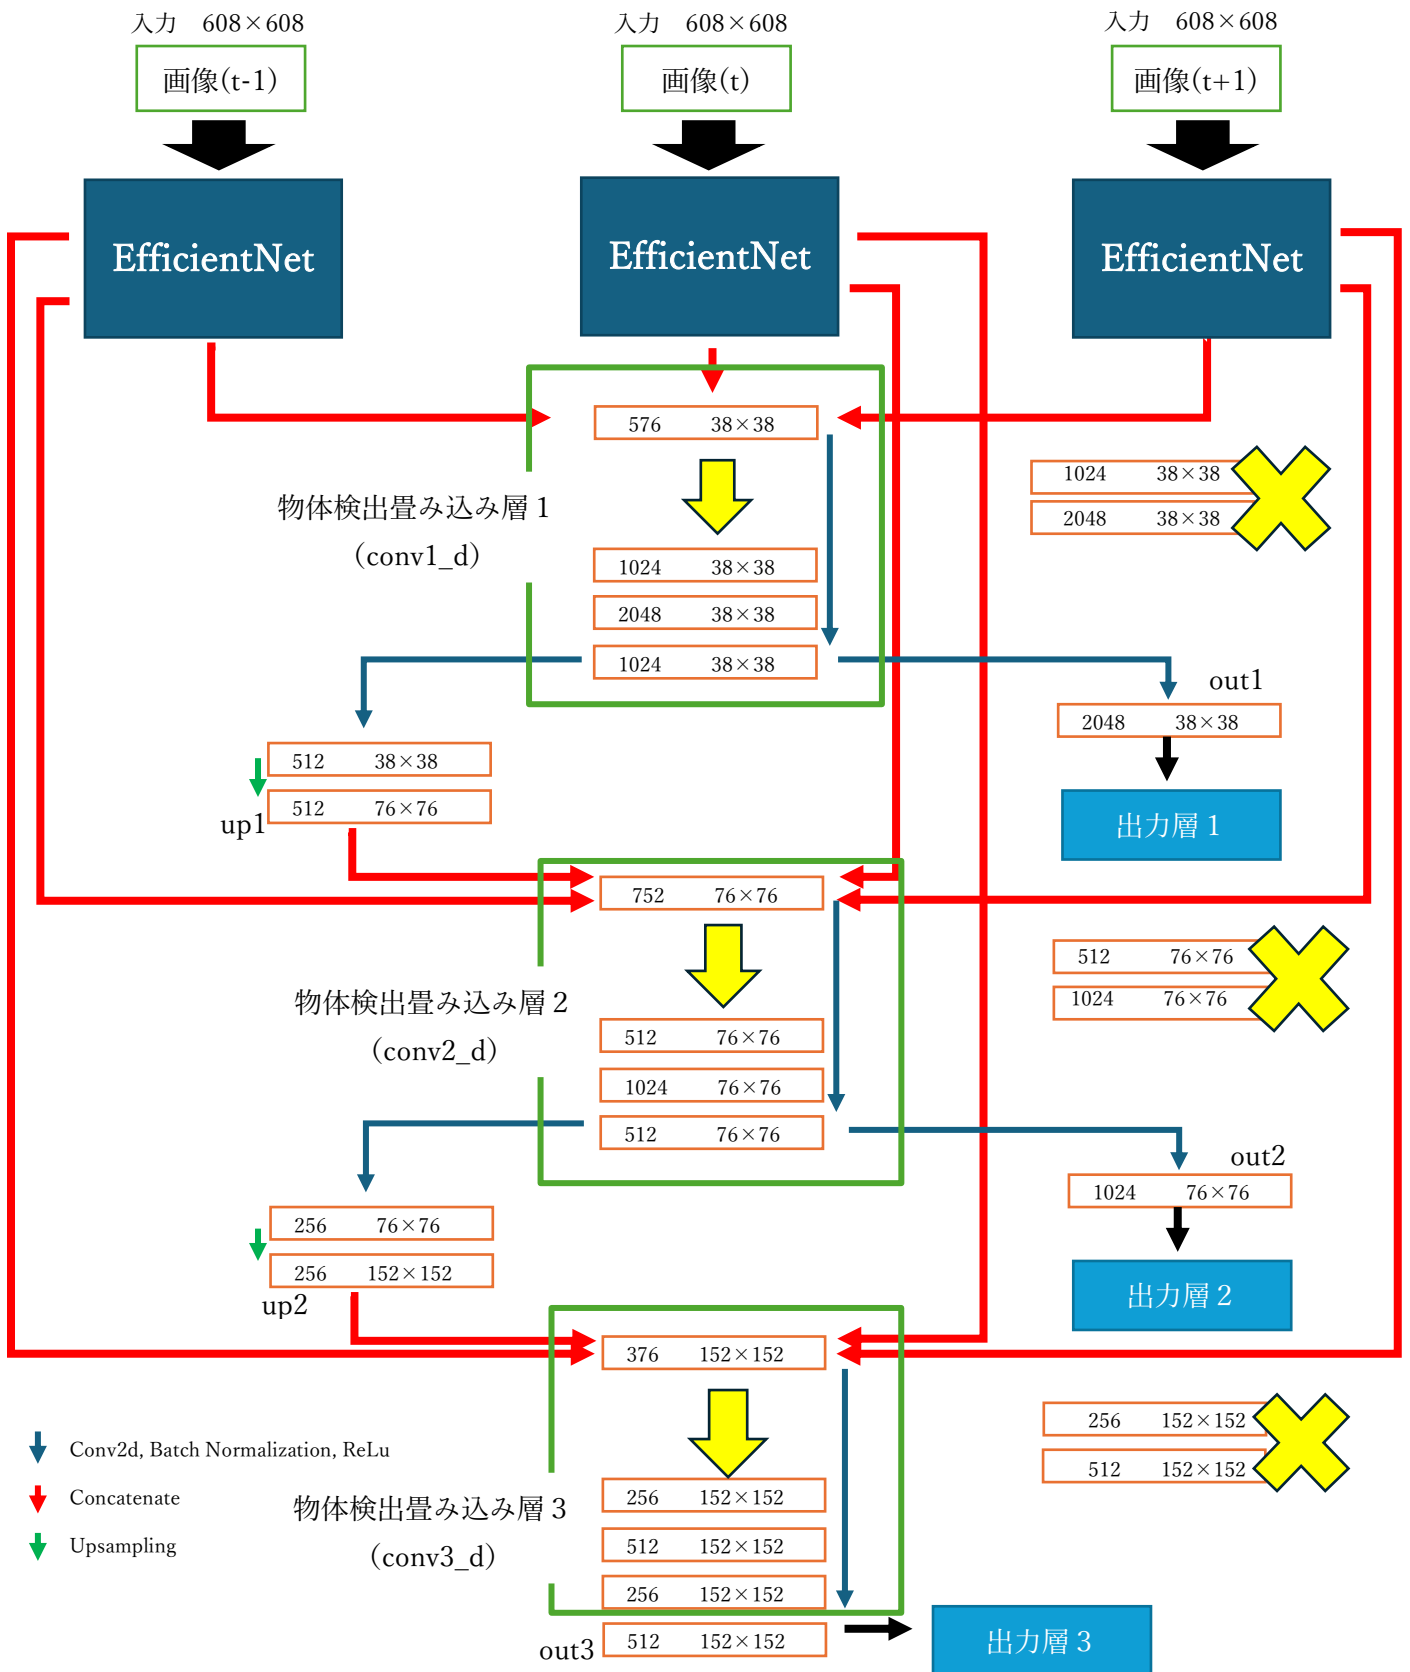 入力 608×608
入力 608×608
入力 608×608
画像(t-1)
画像(t)
画像(t+1)
EfficientNet
EfficientNet
EfficientNet
576 38×38
物体検出畳み込み層1
(conv1_d)
1024 38×38
2048 38×38
1024 38×38
2048 38×38
1024 38×38
out1
2048 38×38
出力層1
512 38×38
512 76×76
up1
752 76×76
物体検出畳み込み層2
(conv2_d)
512 76×76
1024 76×76
512 76×76
1024 76×76
512 76×76
out2
1024 76×76
出力層2
256 76×76
256 152×152
up2
376 152×152
256 152×152
512 152×152
Conv2d, Batch Normalization, ReLu
Concatenate
Upsampling
物体検出畳み込み層3
(conv3_d)
256 152×152
512 152×152
256 152×152
out3
512 152×152
出力層3